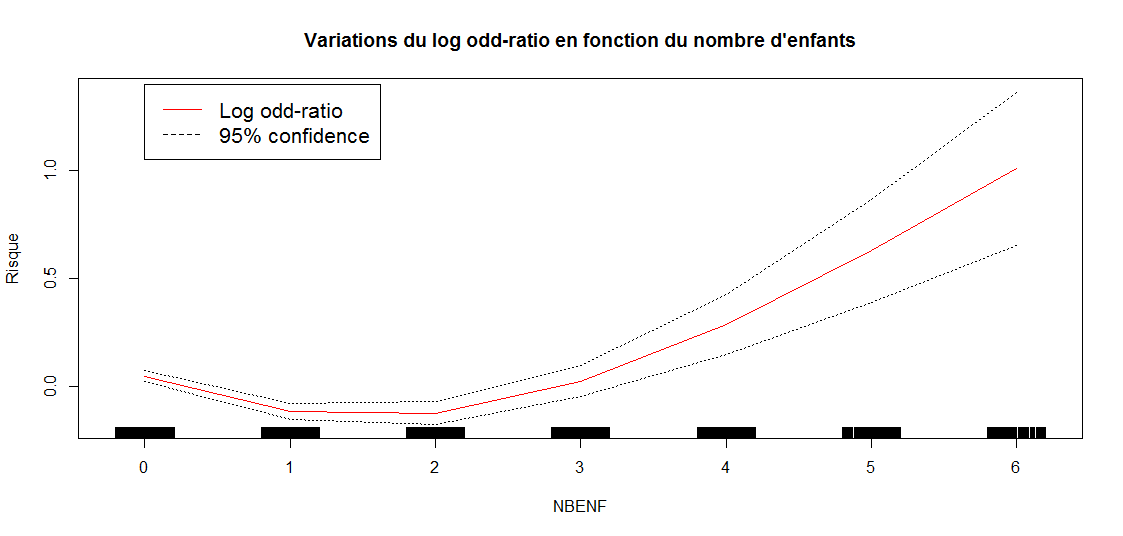 Variations du log odd-ratio en fonction du nombre d'enfants
Log odd-ratio
95% confidence
Risque
1.0
0.5
0.0
0 1 2 3 4 5 6
NBENF